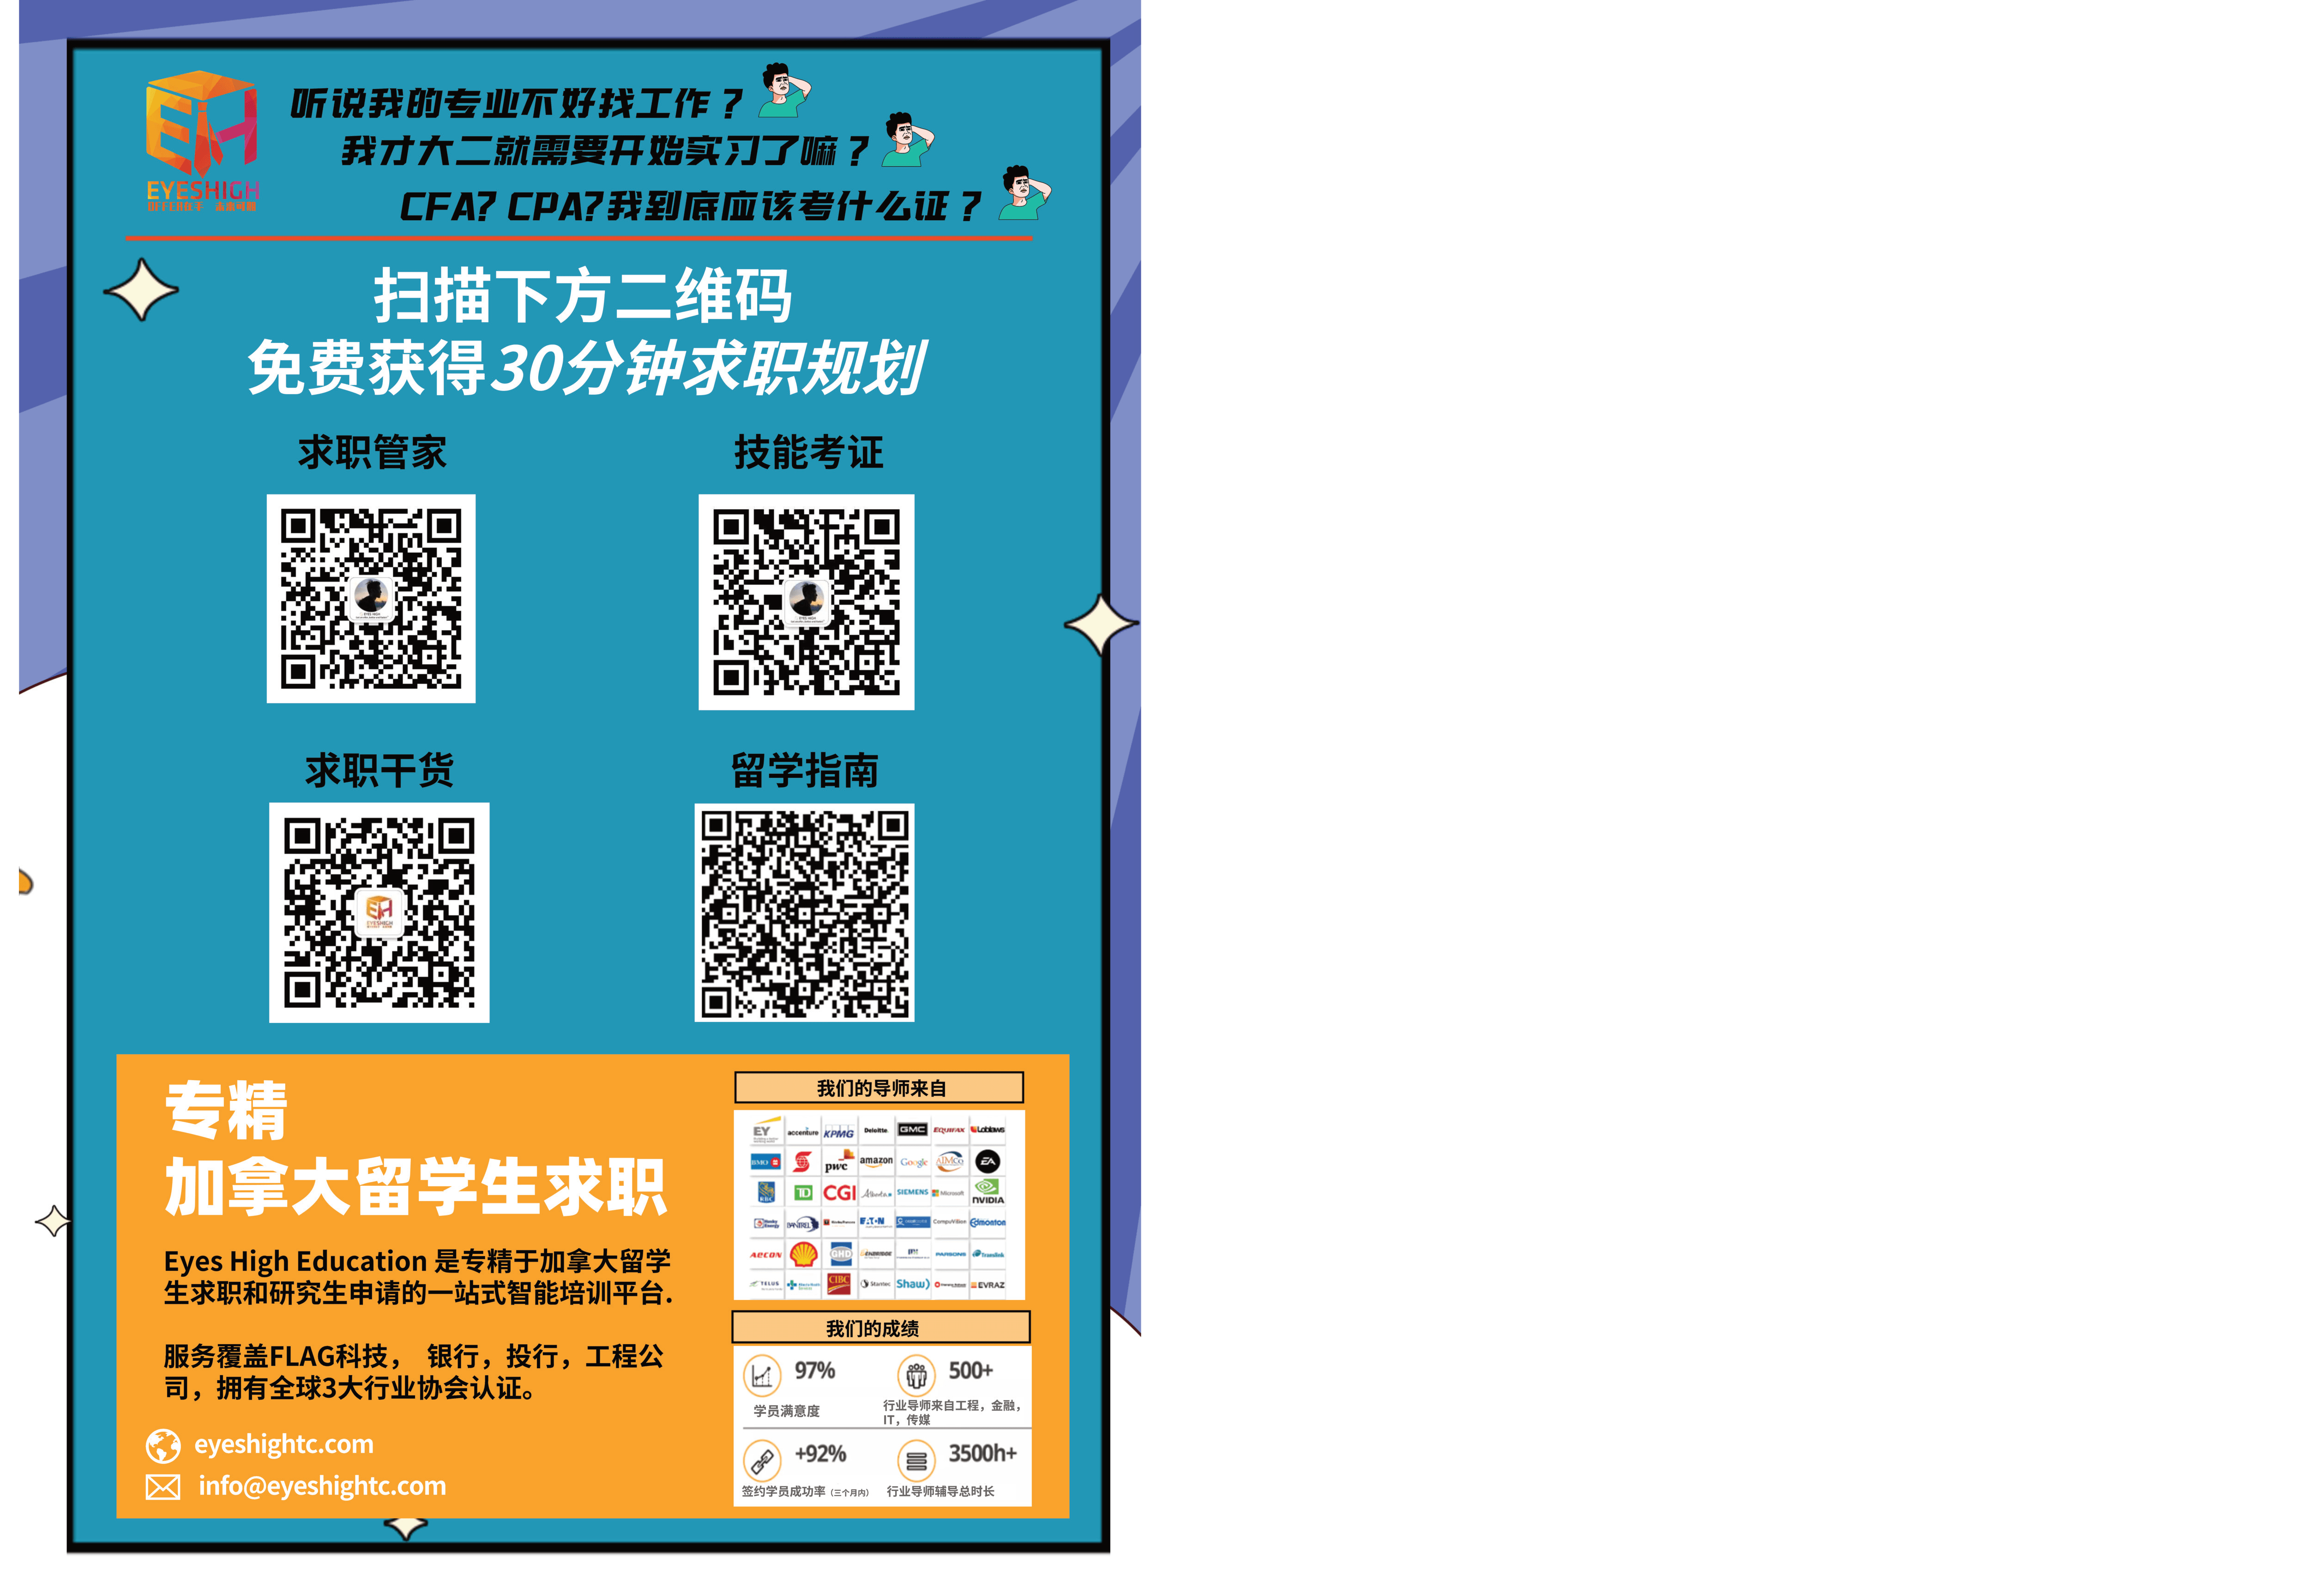 听说我的专业不好找工作？
我才大二就需要开始实习了嘛？
CFA? CPA?我到底应该考什么证？
EYESHIGH
扫描下方二维码
免费获得30分钟求职规划
求职管家
技能考证
求职干货
留学指南
EYESHIGH
专精
加拿大留学生求职
Eyes High Education 是专精于加拿大留学
生求职和研究生申请的一站式智能培训平台.
服务覆盖FLAG科技， 银行，投行，工程公
司，拥有全球3大行业协会认证。
eyeshightc.com
info@eyeshightc.com
我们的导师来自
EY accenture KPMG Deloitte GMC EQUIFAX Loblaws
BMO pwc amazon Google AIMCo EA
RBC TD CGI Alberta SIEMENS Microsoft NVIDIA
BANTREL EATON CompuVision Edmonton
AECON GHD ENBRIDGE PARSONS Translink
TELUS CIBC Stantec Shaw) EVRAZ
我们的成绩
97%
学员满意度
500+
行业导师来自工程，金融，
IT，传媒
+92%
签约学员成功率（三个月内）
3500h+
行业导师辅导总时长